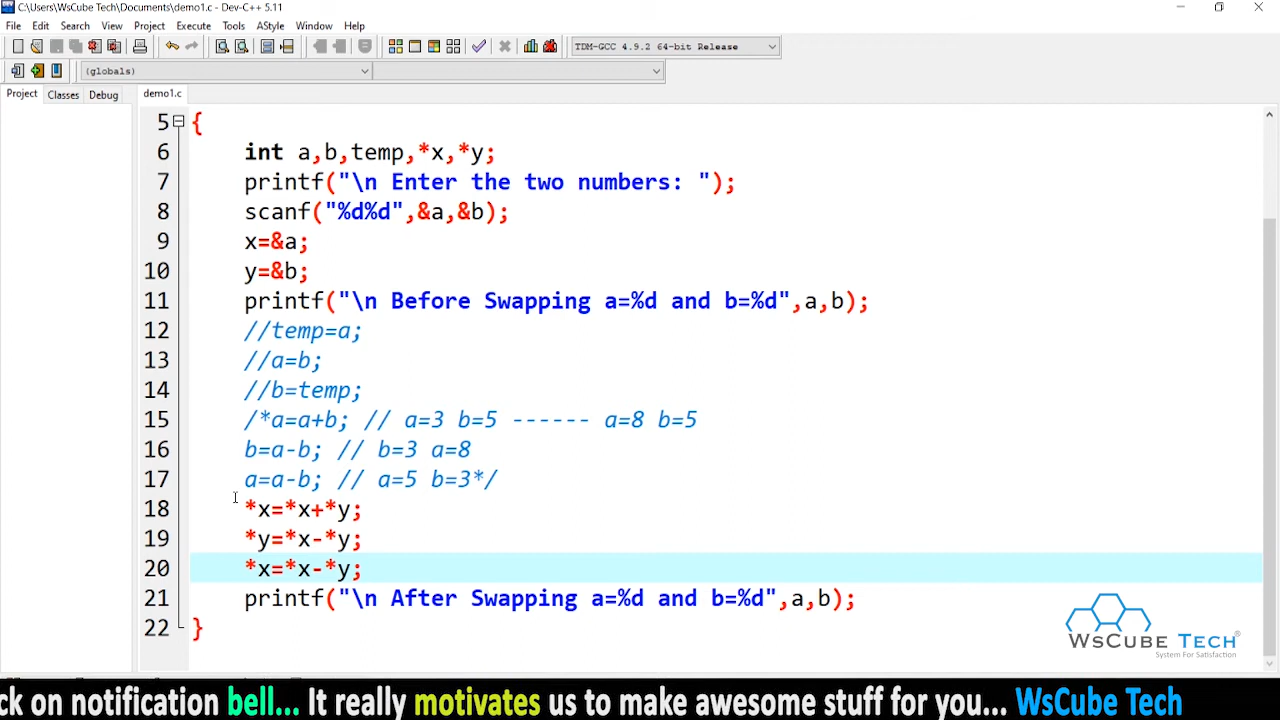 C:\Users\WsCube Tech\Documents\demo1.c - Dev-C++ 5.11
File Edit Search View Project Execute Tools AStyle Window Help
TDM-GCC 4.9.2 64-bit Release
(globals)
Project Classes Debug demo1.c
5 {
6 int a,b,temp,*x,*y;
7 printf("\n Enter the two numbers: ");
8 scanf("%d%d",&a,&b);
9 x=&a;
10 y=&b;
11 printf("\n Before Swapping a=%d and b=%d",a,b);
12 //temp=a;
13 //a=b;
14 //b=temp;
15 /*a=a+b; // a=3 b=5 ------ a=8 b=5
16 b=a-b; // b=3 a=8
17 a=a-b; // a=5 b=3*/
18 *x=*x+*y;
19 *y=*x-*y;
20 *x=*x-*y;
21 printf("\n After Swapping a=%d and b=%d",a,b);
22 }
WsCube Tech
System For Satisfaction
ck on notification bell... It really motivates us to make awesome stuff for you... WsCube Tech